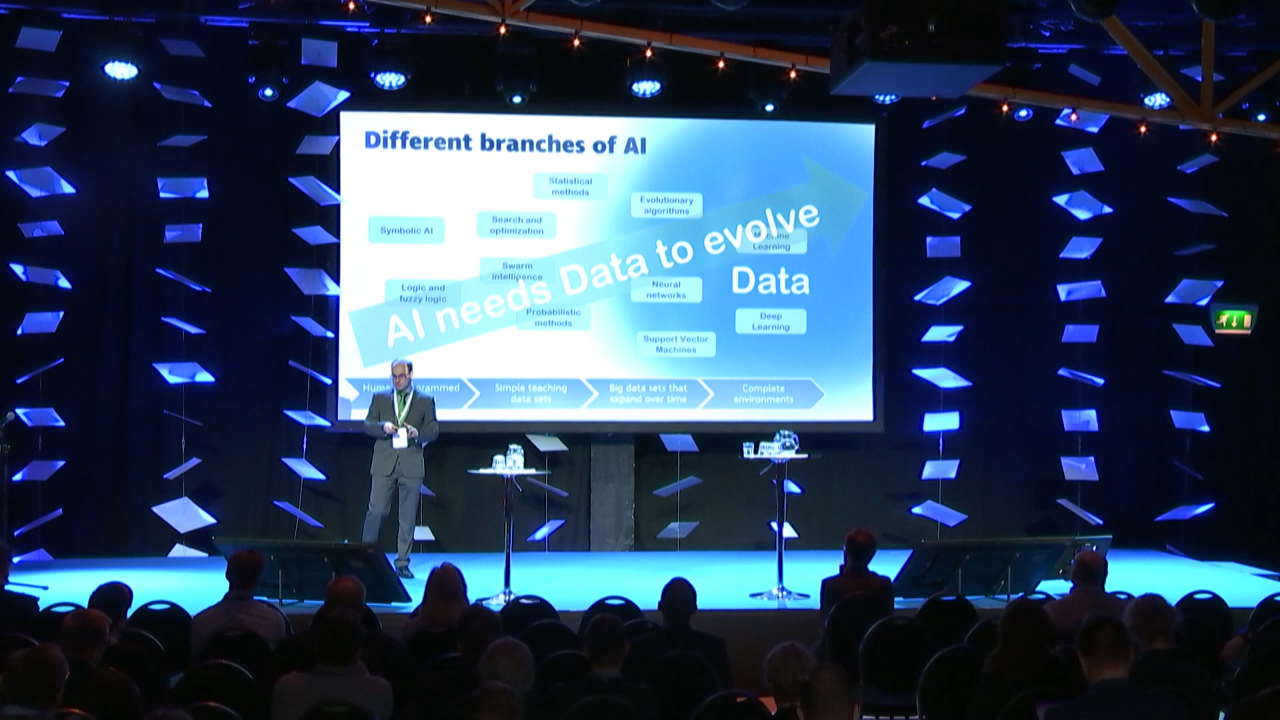 Different branches of AI
Statistical
methods
Evolutionary
algorithms
Symbolic AI
Search and
optimization
Learning
Swarm
intelligence
Logic and
fuzzy logic
Neural
networks
Probabilistic
methods
Deep
Learning
Support Vector
Machines
AI needs Data to evolve
Data
Simple teaching
data sets
Big data sets that
expand over time
Complete
environments